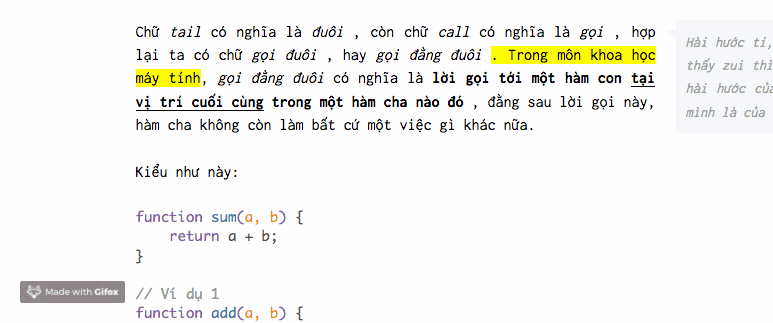 Chữ tail có nghĩa là đuôi , còn chữ call có nghĩa là gọi , hợp
lại ta có chữ gọi đuôi , hay gọi đằng đuôi . Trong môn khoa học
máy tính, gọi đằng đuôi có nghĩa là lời gọi tới một hàm con tại
vị trí cuối cùng trong một hàm cha nào đó , đằng sau lời gọi này,
hàm cha không còn làm bất cứ một việc gì khác nữa.
Kiểu như này:
function sum(a, b) {
    return a + b;
}
// Ví dụ 1
function add(a, b) {
Hài hước tí,
thấy zui thì
hài hước của
mình là của
Made with Gifox